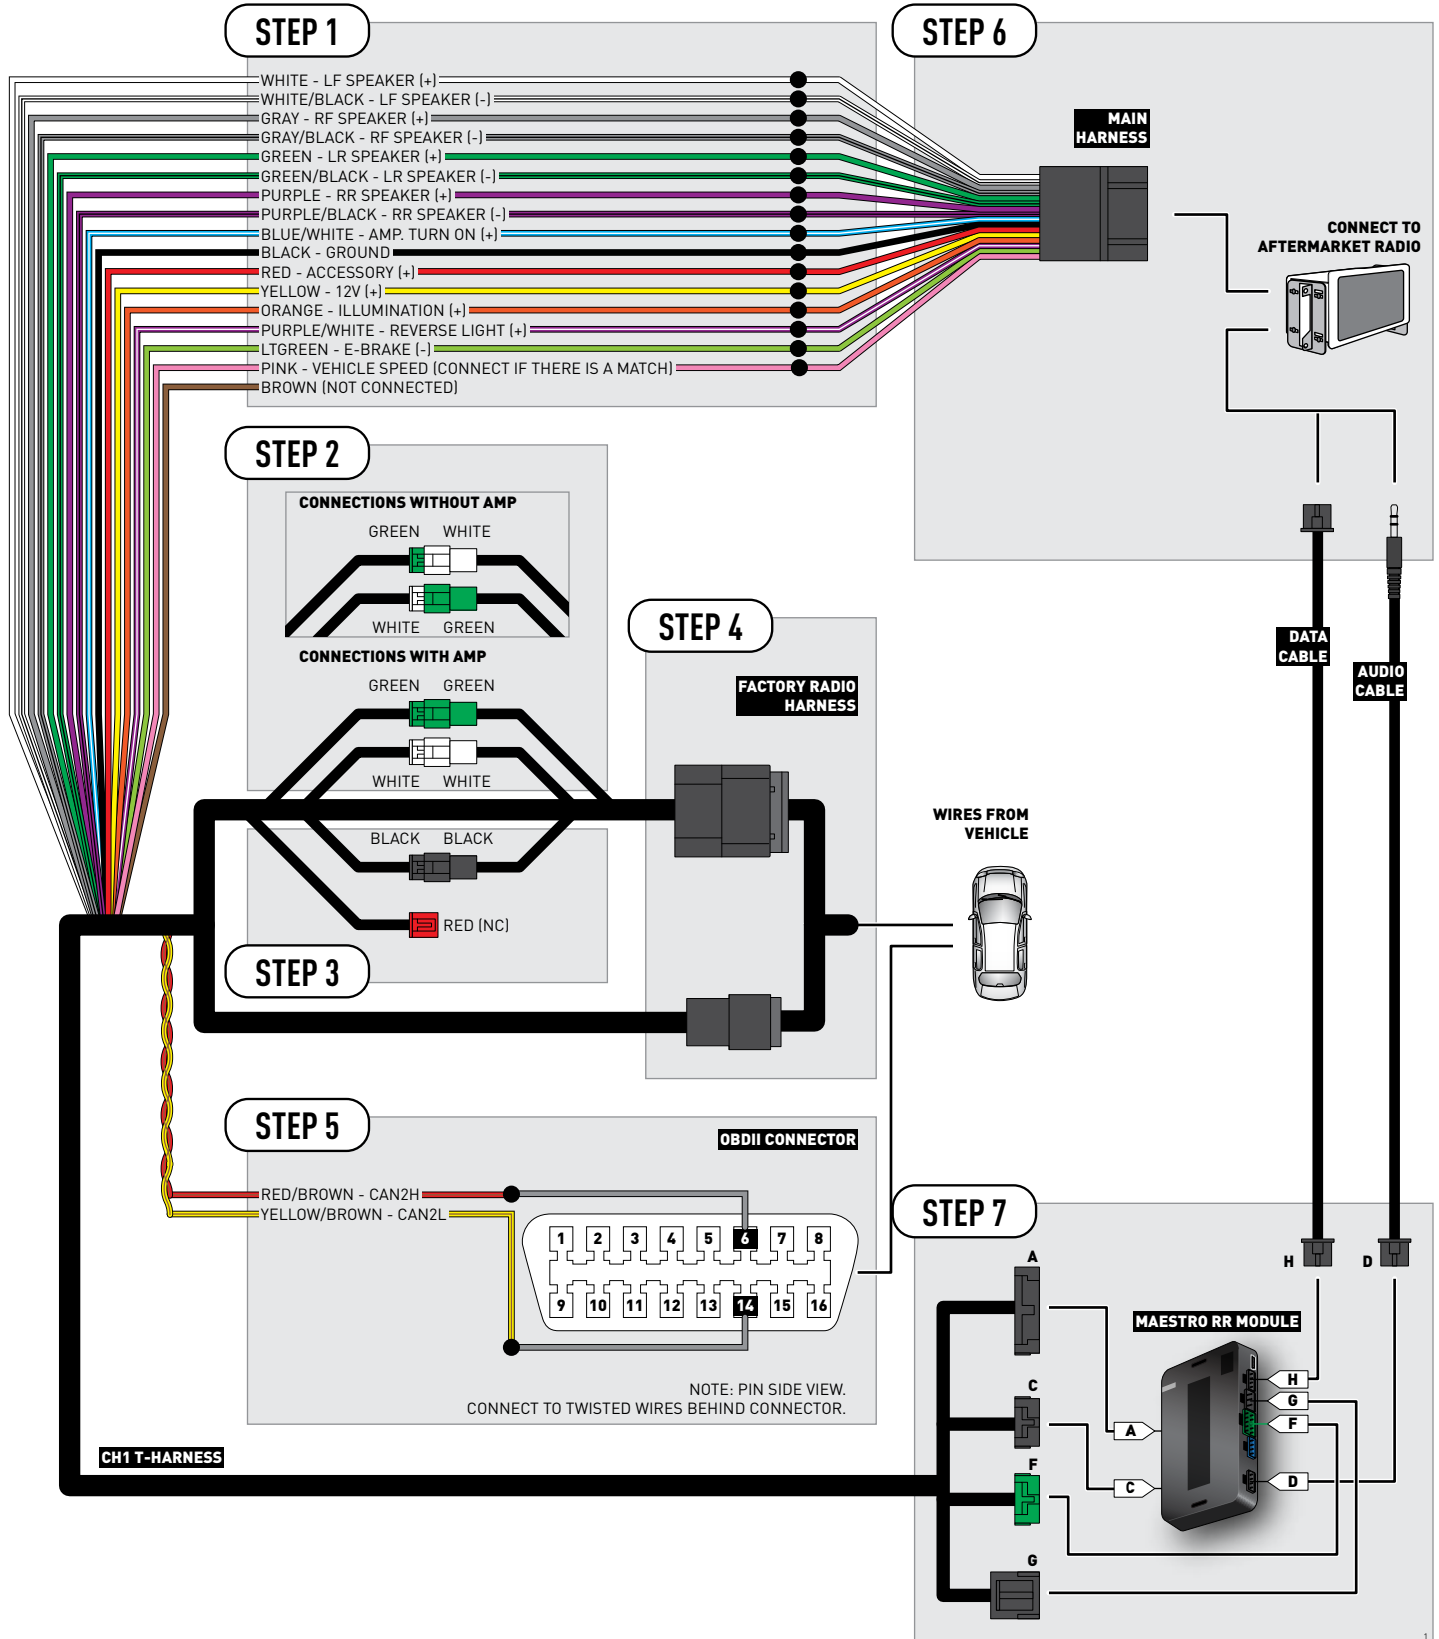 STEP 1
WHITE - LF SPEAKER (+)
WHITE/BLACK - LF SPEAKER (-)
GRAY - RF SPEAKER (+)
GRAY/BLACK - RF SPEAKER (-)
GREEN - LR SPEAKER (+)
GREEN/BLACK - LR SPEAKER (-)
PURPLE - RR SPEAKER (+)
PURPLE/BLACK - RR SPEAKER (-)
BLUE/WHITE - AMP. TURN ON (+)
BLACK - GROUND
RED - ACCESSORY (+)
YELLOW - 12V (+)
ORANGE - ILLUMINATION (+)
PURPLE/WHITE - REVERSE LIGHT (+)
LTGREEN - E-BRAKE (-)
PINK - VEHICLE SPEED (CONNECT IF THERE IS A MATCH)
BROWN (NOT CONNECTED)
STEP 6
MAIN
HARNESS
CONNECT TO
AFTERMARKET RADIO
DATA
CABLE
AUDIO
CABLE
STEP 2
CONNECTIONS WITHOUT AMP
GREEN WHITE
WHITE GREEN
CONNECTIONS WITH AMP
GREEN GREEN
WHITE WHITE
BLACK BLACK
RED (NC)
STEP 3
STEP 4
FACTORY RADIO
HARNESS
WIRES FROM
VEHICLE
STEP 5
OBDII CONNECTOR
RED/BROWN - CAN2H
YELLOW/BROWN - CAN2L
1 2 3 4 5 6 7 8
9 10 11 12 13 14 15 16
NOTE: PIN SIDE VIEW.
CONNECT TO TWISTED WIRES BEHIND CONNECTOR.
CH1 T-HARNESS
STEP 7
H D
A
MAESTRO RR MODULE
H
G
F
D
A
C
C
F
G
1